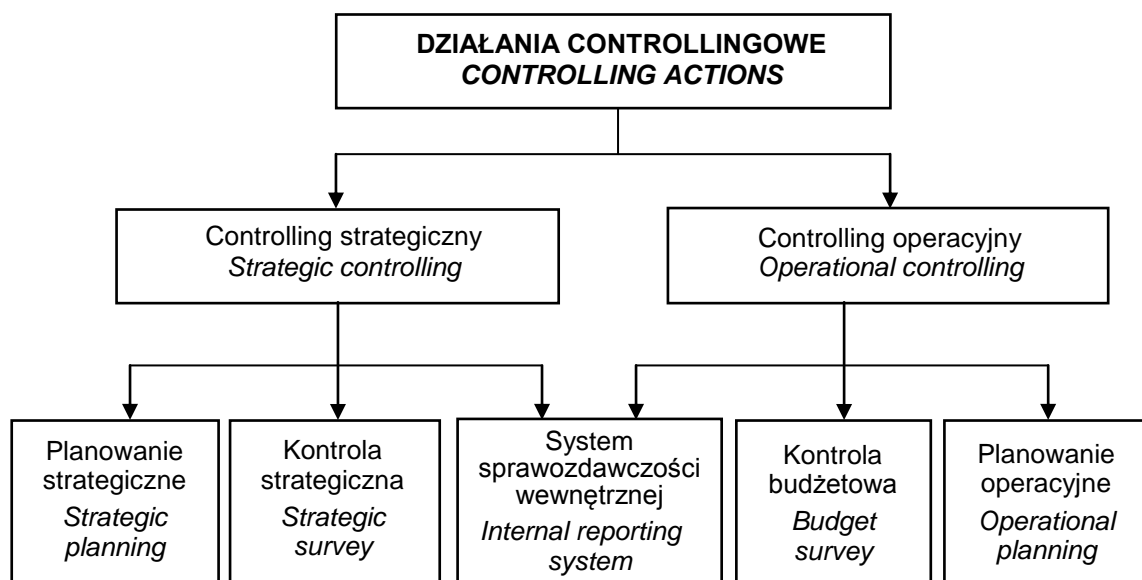 DZIAŁANIA CONTROLLINGOWE
CONTROLLING ACTIONS
Controlling strategiczny
Strategic controlling
Controlling operacyjny
Operational controlling
Planowanie
strategiczne
Strategic
planning
Kontrola
strategiczna
Strategic
survey
System
sprawozdawczości
wewnętrznej
Internal reporting
system
Kontrola
budżetowa
Budget
survey
Planowanie
operacyjne
Operational
planning